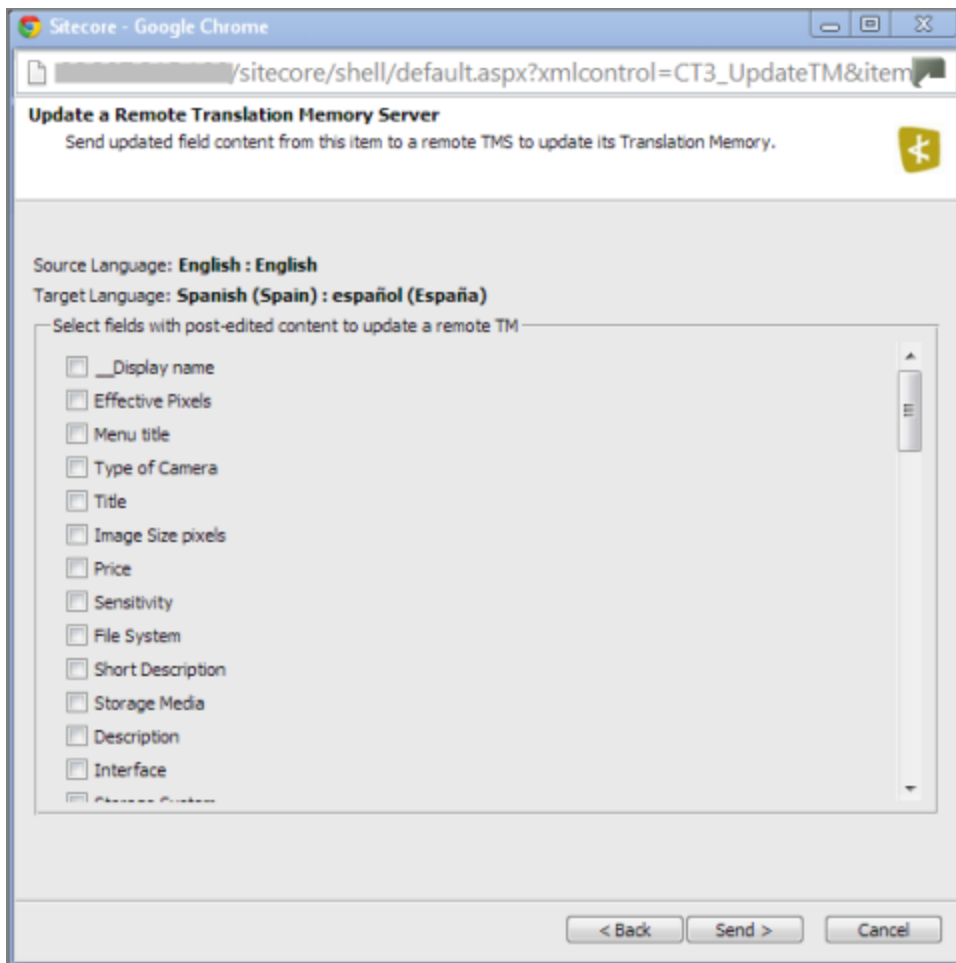 Sitecore - Google Chrome
/sitecore/shell/default.aspx?xmlcontrol=CT3_UpdateTM&item
Update a Remote Translation Memory Server
Send updated field content from this item to a remote TMS to update its Translation Memory.
Source Language: English : English
Target Language: Spanish (Spain) : español (España)
Select fields with post-edited content to update a remote TM
__Display name
Effective Pixels
Menu title
Type of Camera
Title
Image Size pixels
Price
Sensitivity
File System
Short Description
Storage Media
Description
Interface
Storage System
< Back Send > Cancel